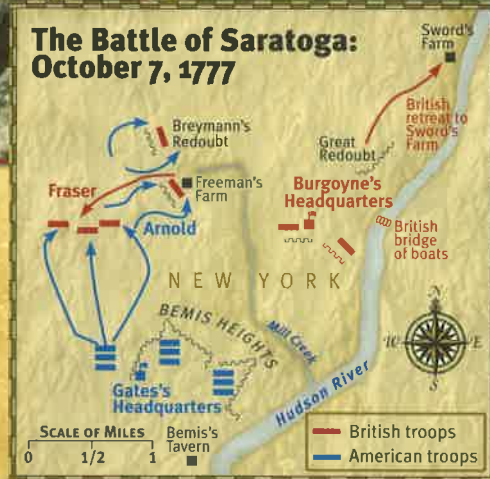 The Battle of Saratoga:
October 7, 1777
Sword's
Farm
British
retreat to
Sword's
Farm
Breymann's
Redoubt
Great
Redoubt
Fraser
Freeman's
Farm
Burgoyne's
Headquarters
Arnold
British
bridge
of boats
NEW YORK
BEMIS HEIGHTS
Mill Creek
N
W
E
S
Gates's
Headquarters
Hudson River
SCALE OF MILES
0 1/2 1
Bemis's
Tavern
British troops
American troops